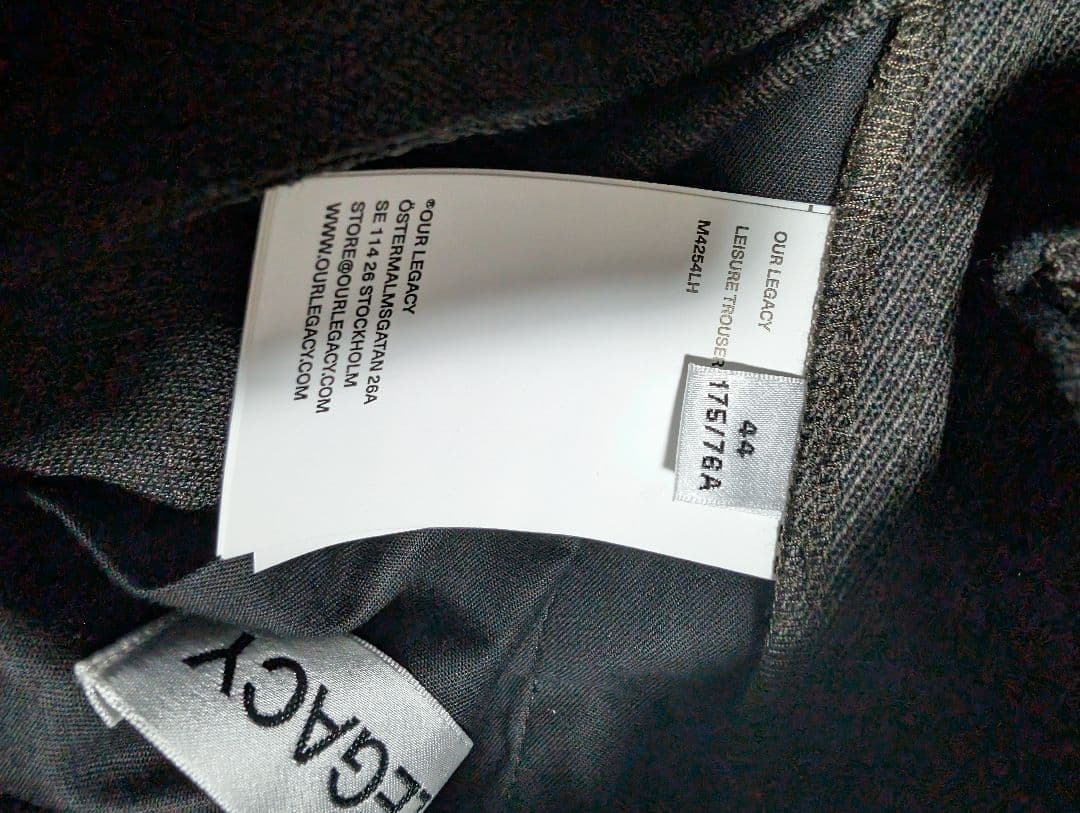 OUR LEGACY
LEISURE TROUSER
M4254LH
44
175/76A
®OUR LEGACY
ÖSTERMALMSGATAN 26A
SE 114 26 STOCKHOLM
STORE@OURLEGACY.COM
WWW.OURLEGACY.COM
LEGACY